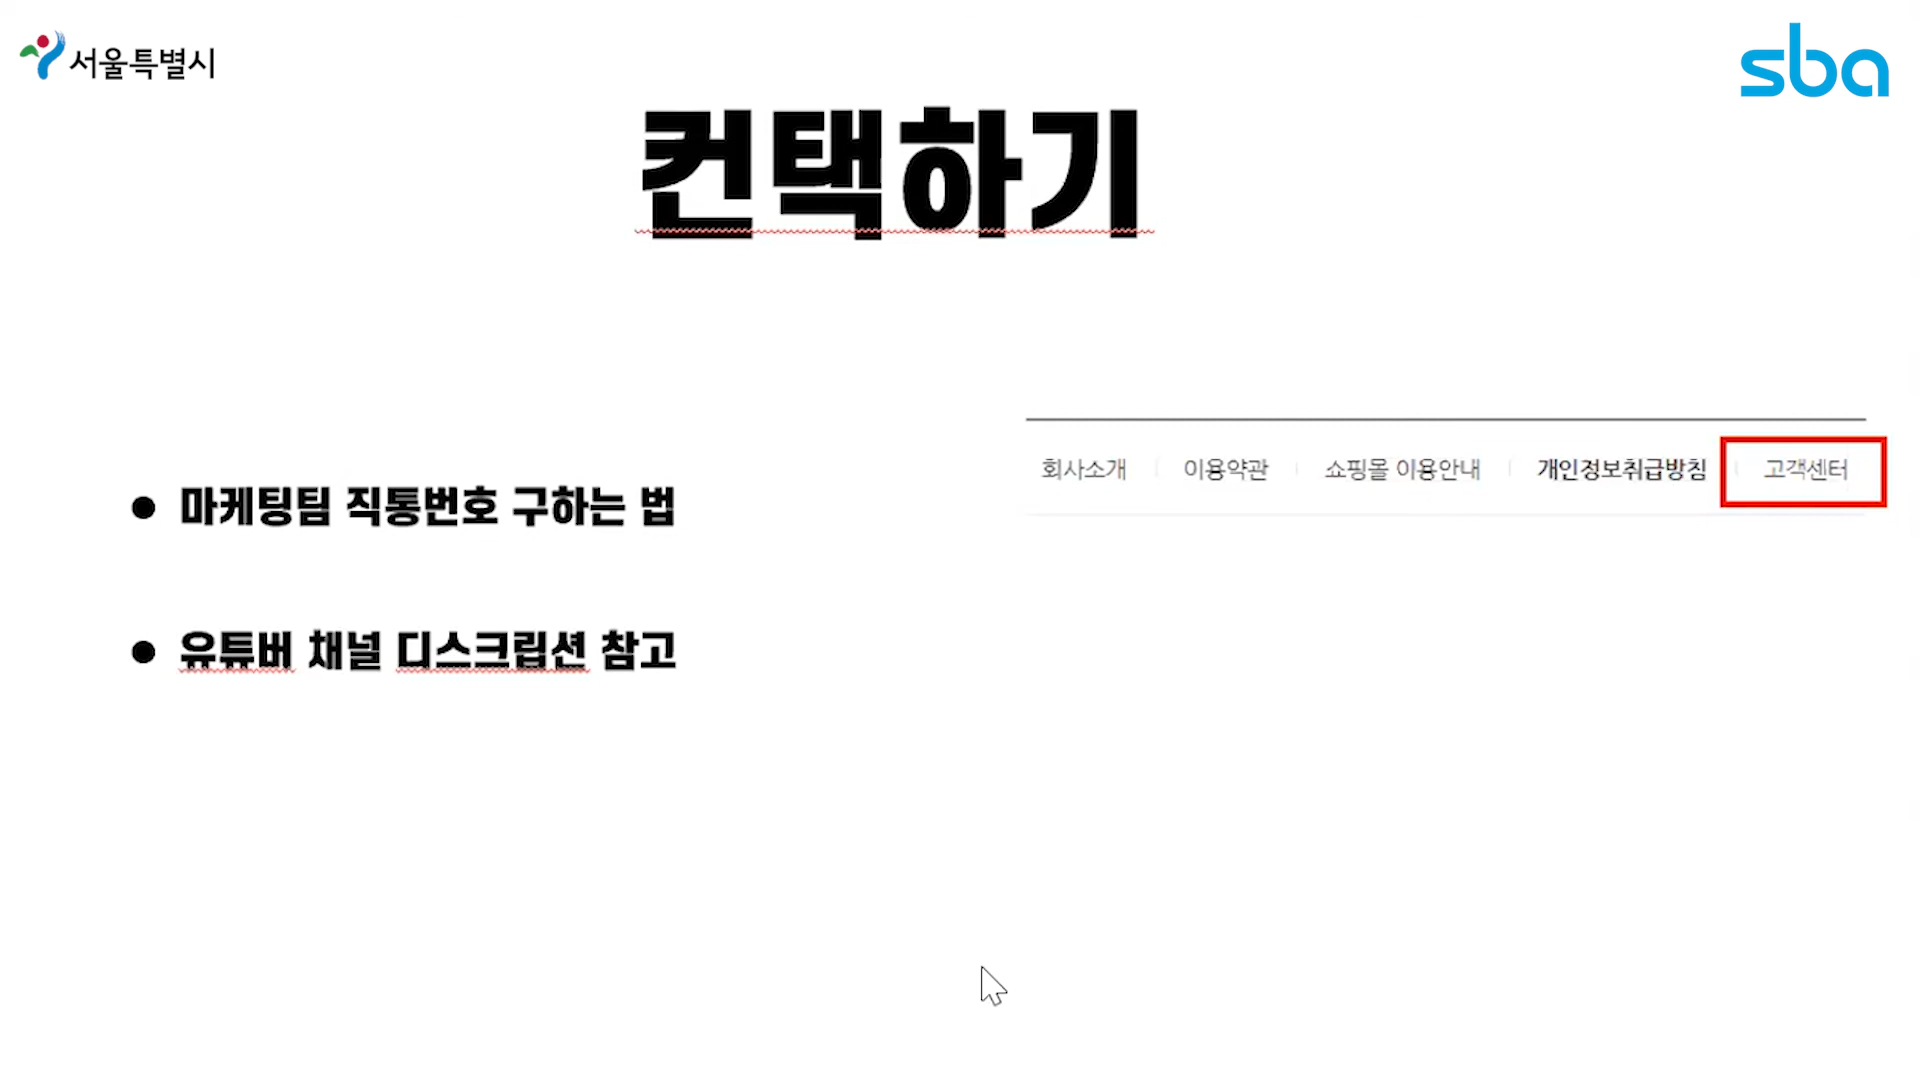 서울특별시
sba
컨택하기
회사소개 이용약관 쇼핑몰 이용안내 개인정보취급방침 고객센터
● 마케팅팀 직통번호 구하는 법
● 유튜버 채널 디스크립션 참고